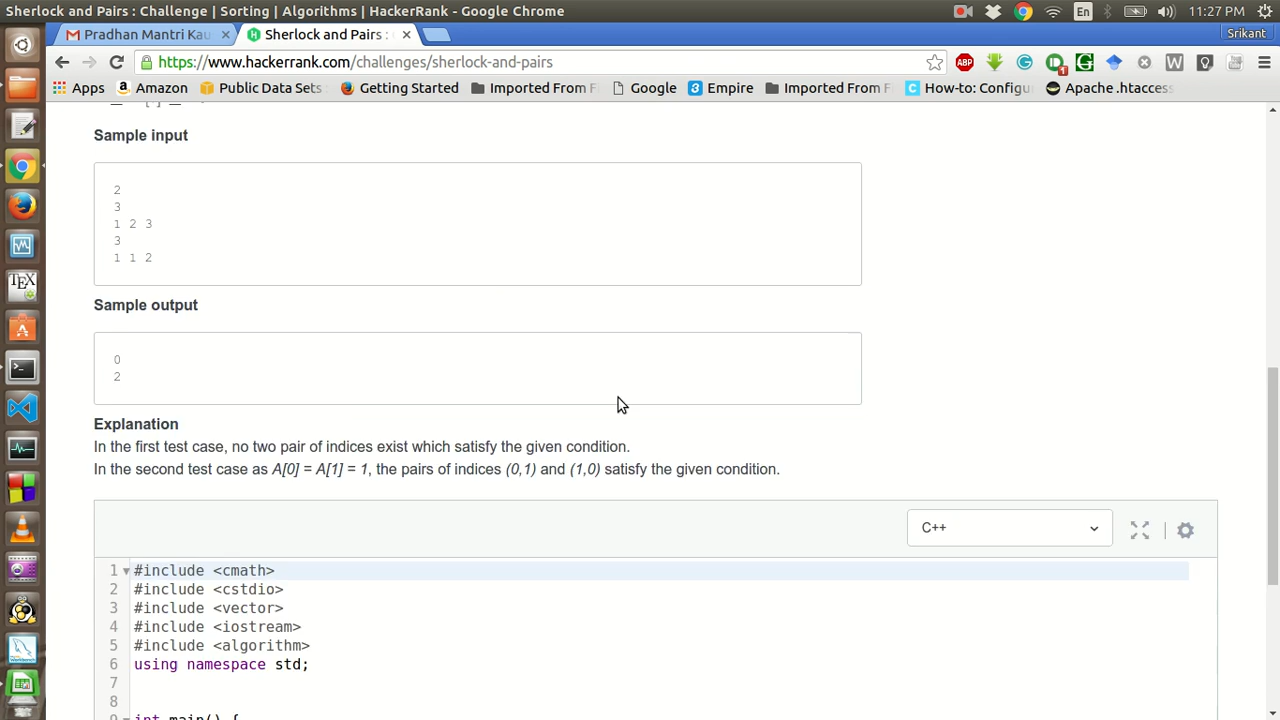 Sherlock and Pairs : Challenge | Sorting | Algorithms | HackerRank - Google Chrome
En
11:27 PM
Pradhan Mantri Kau
Sherlock and Pairs :
Srikant
https://www.hackerrank.com/challenges/sherlock-and-pairs
Apps
Amazon
Public Data Sets
Getting Started
Imported From F
Google
Empire
Imported From F
How-to: Configu
Apache .htacces
Sample input
2
3
1 2 3
3
1 1 2
Sample output
0
2
Explanation
In the first test case, no two pair of indices exist which satisfy the given condition.
In the second test case as A[0] = A[1] = 1, the pairs of indices (0,1) and (1,0) satisfy the given condition.
C++
1 #include <cmath>
2 #include <cstdio>
3 #include <vector>
4 #include <iostream>
5 #include <algorithm>
6 using namespace std;
7
8
9 int main() {